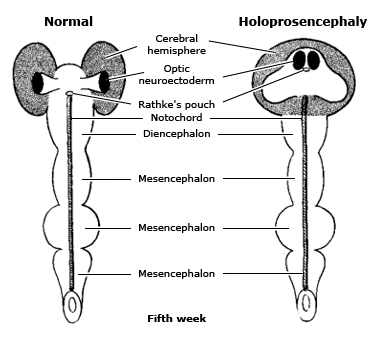 Normal
Holoprosencephaly
Cerebral
hemisphere
Optic
neuroectoderm
Rathke's pouch
Notochord
Diencephalon
Mesencephalon
Mesencephalon
Mesencephalon
Fifth week